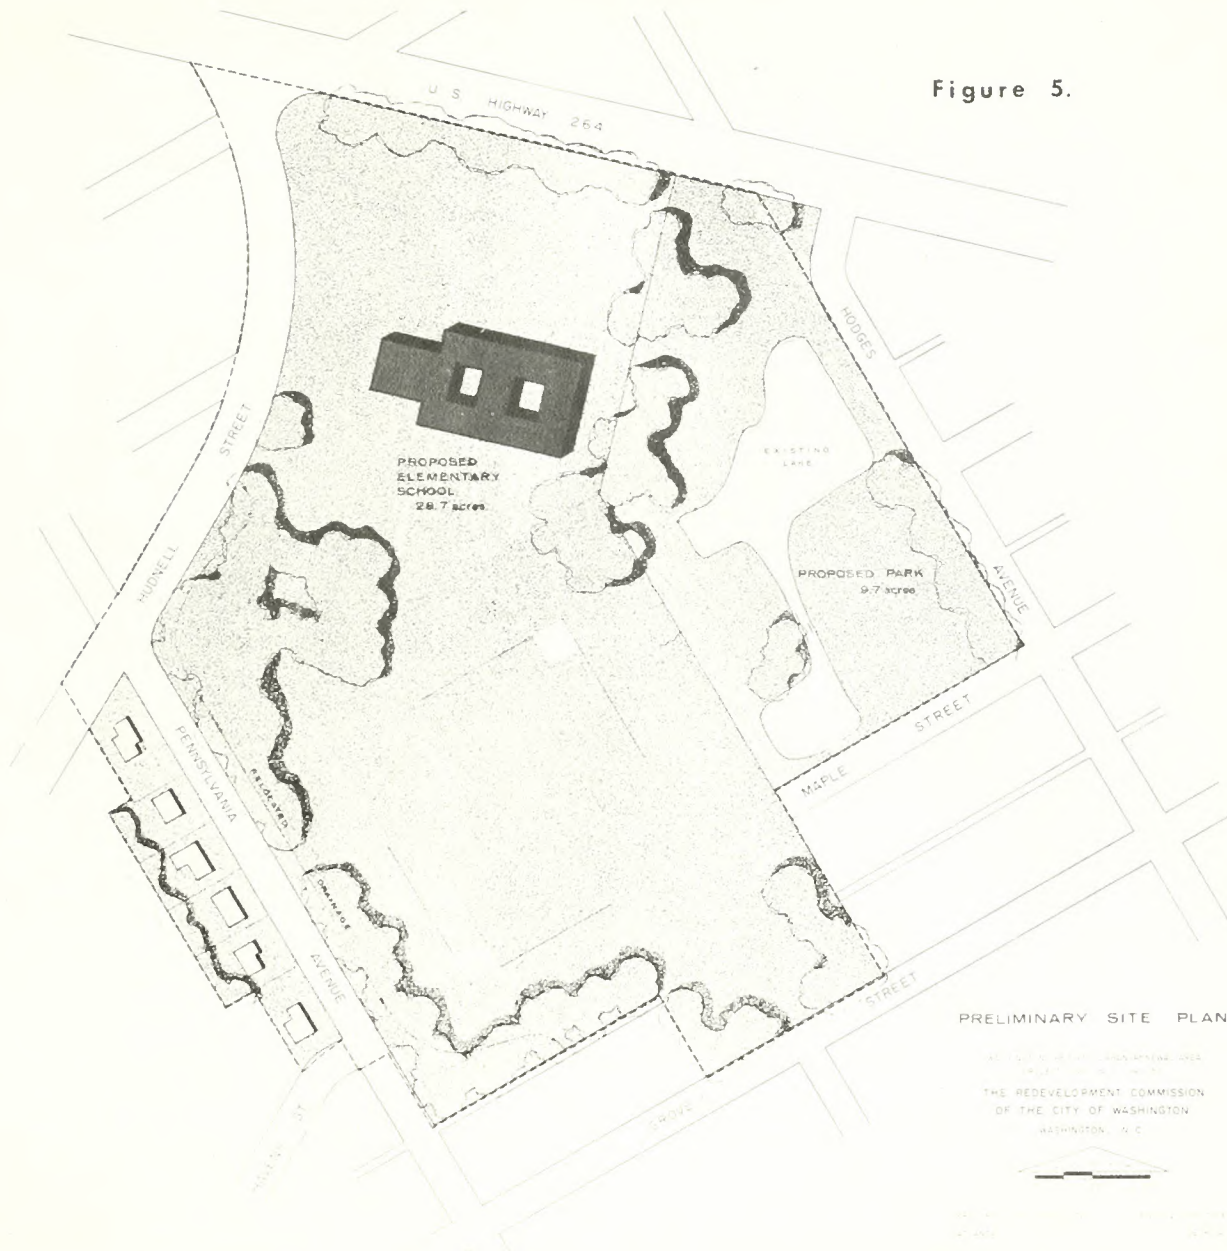 Figure 5.
U. S. HIGHWAY 264
HODGES
STREET
EXISTING
LAKE
PROPOSED
ELEMENTARY
SCHOOL
28.7 acres
HUDNELL
PROPOSED PARK
9.7 acres
AVENUE
STREET
PENNSYLVANIA
RELOCATED
MAPLE
DRAINAGE
AVENUE
STREET
PRELIMINARY SITE PLAN
THE REDEVELOPMENT COMMISSION
OF THE CITY OF WASHINGTON
WASHINGTON, N.C.
GROVE
ST